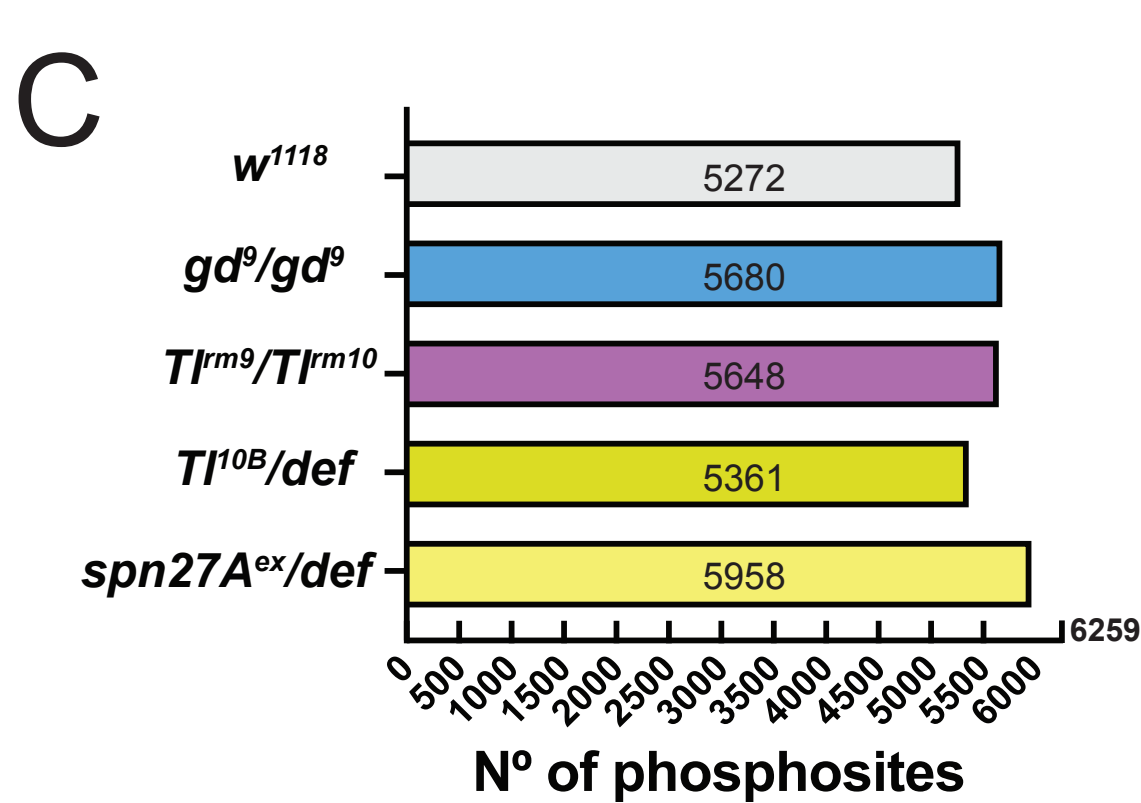 C
w¹¹¹⁸
5272
gd⁹/gd⁹
5680
Tlʳᵐ⁹/Tlʳᵐ¹⁰
5648
Tl¹⁰ᴮ/def
5361
spn27Aᵉˣ/def
5958
6259
0 500 1000 1500 2000 2500 3000 3500 4000 4500 5000 5500 6000
Nº of phosphosites